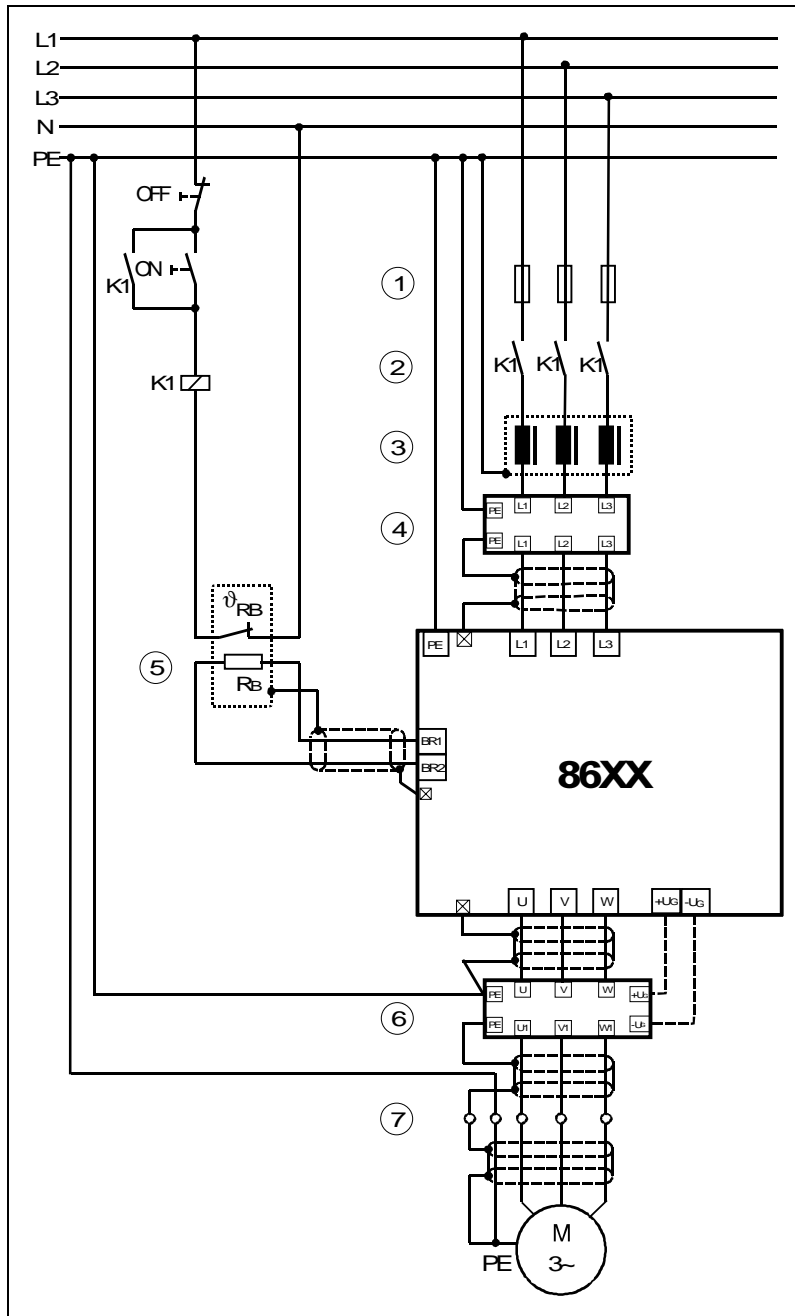 L1
L2
L3
N
PE
OFF
K1 ON
1
2
K1 K1 K1
K1
3
PE L1 L2 L3
4
PE L1 L2 L3
ϑRB
PE L1 L2 L3
5
RB
BR1
BR2
86XX
U V W +UG -UG
PE U V W +UG
6
PE U1 V1 W1 -UG
7
M
PE 3~